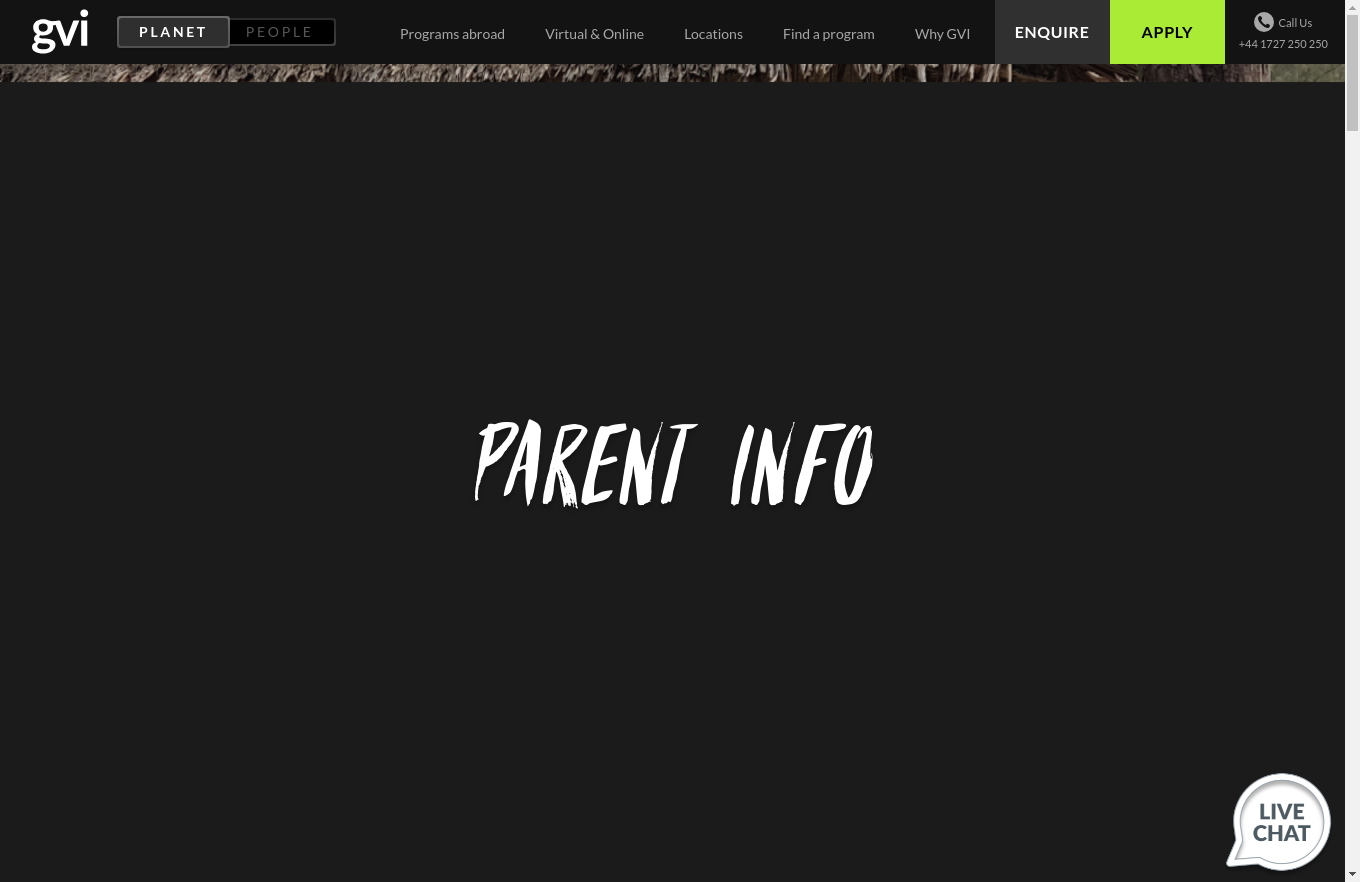 gvi
PLANET
PEOPLE
Programs abroad
Virtual & Online
Locations
Find a program
Why GVI
ENQUIRE
APPLY
Call Us
+44 1727 250 250
PARENT INFO
LIVE
CHAT